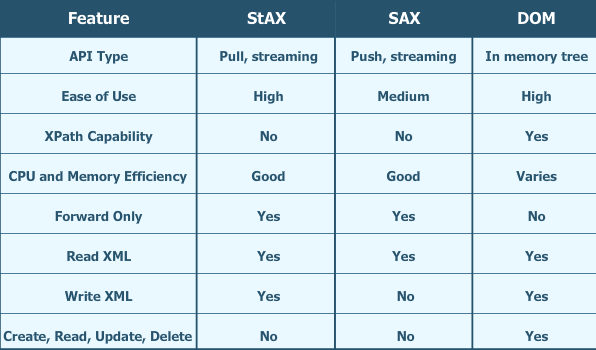 Feature StAX SAX DOM
API Type Pull, streaming Push, streaming In memory tree
Ease of Use High Medium High
XPath Capability No No Yes
CPU and Memory Efficiency Good Good Varies
Forward Only Yes Yes No
Read XML Yes Yes Yes
Write XML Yes No Yes
Create, Read, Update, Delete No No Yes